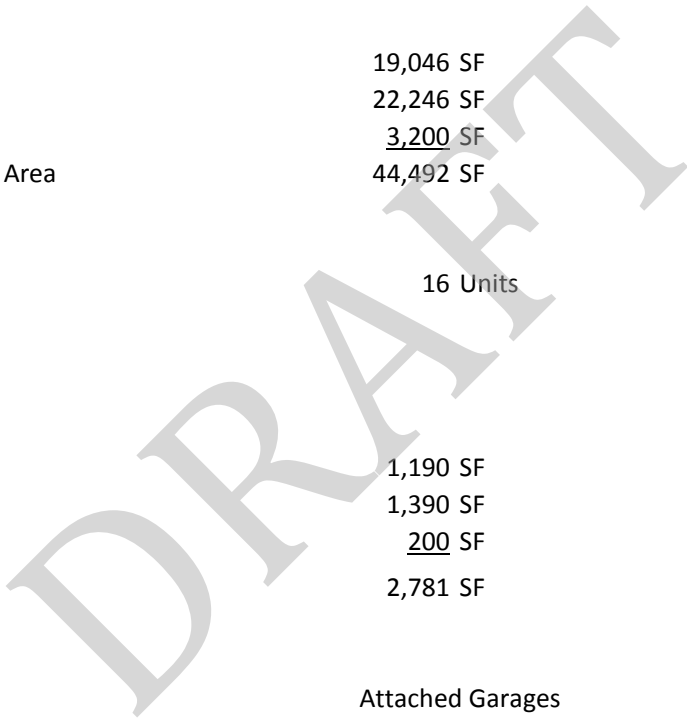 19,046 SF
22,246 SF
3,200 SF
Area 44,492 SF
16 Units
1,190 SF
1,390 SF
200 SF
2,781 SF
Attached Garages
DRAFT